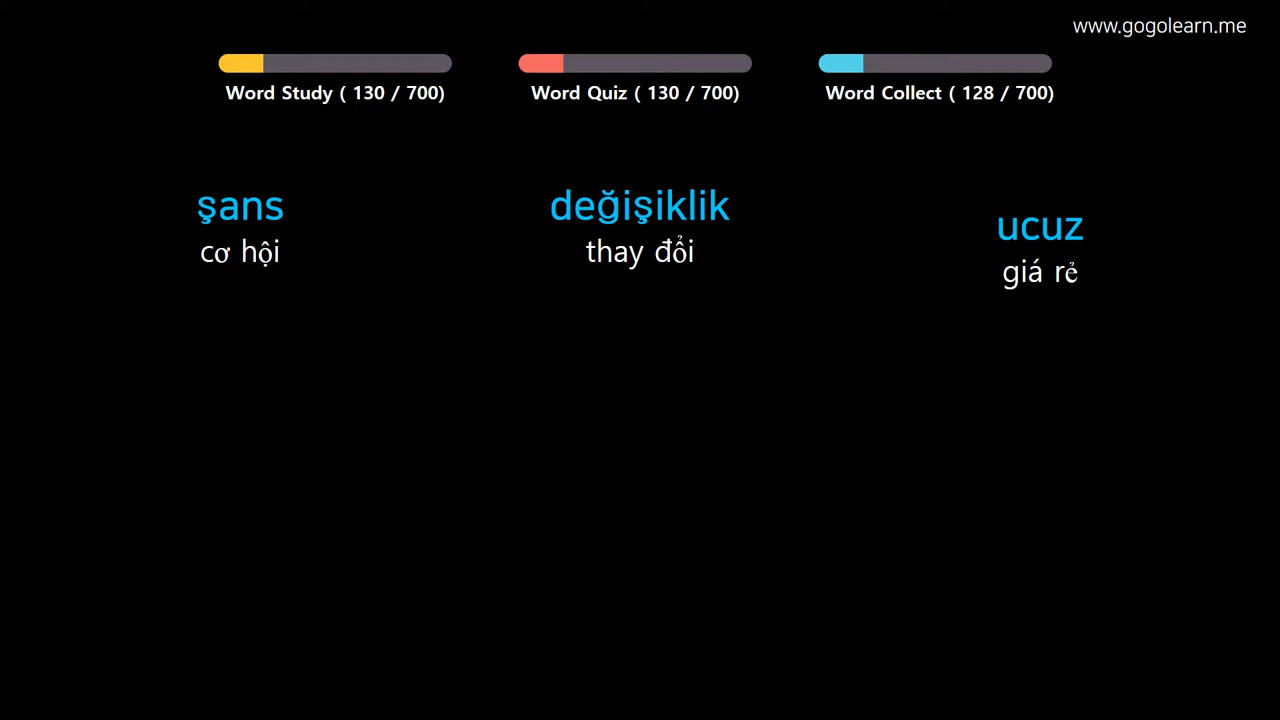 www.gogolearn.me
Word Study ( 130 / 700)
Word Quiz ( 130 / 700)
Word Collect ( 128 / 700)
şans
cơ hội
değişiklik
thay đổi
ucuz
giá rẻ